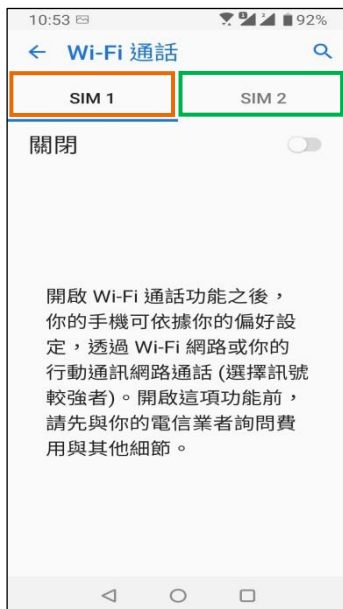 10:53 92%
Wi-Fi 通話
SIM 1 SIM 2
關閉
開啟 Wi-Fi 通話功能之後，
你的手機可依據你的偏好設
定，透過 Wi-Fi 網路或你的
行動通訊網路通話 (選擇訊號
較強者)。開啟這項功能前，
請先與你的電信業者詢問費
用與其他細節。